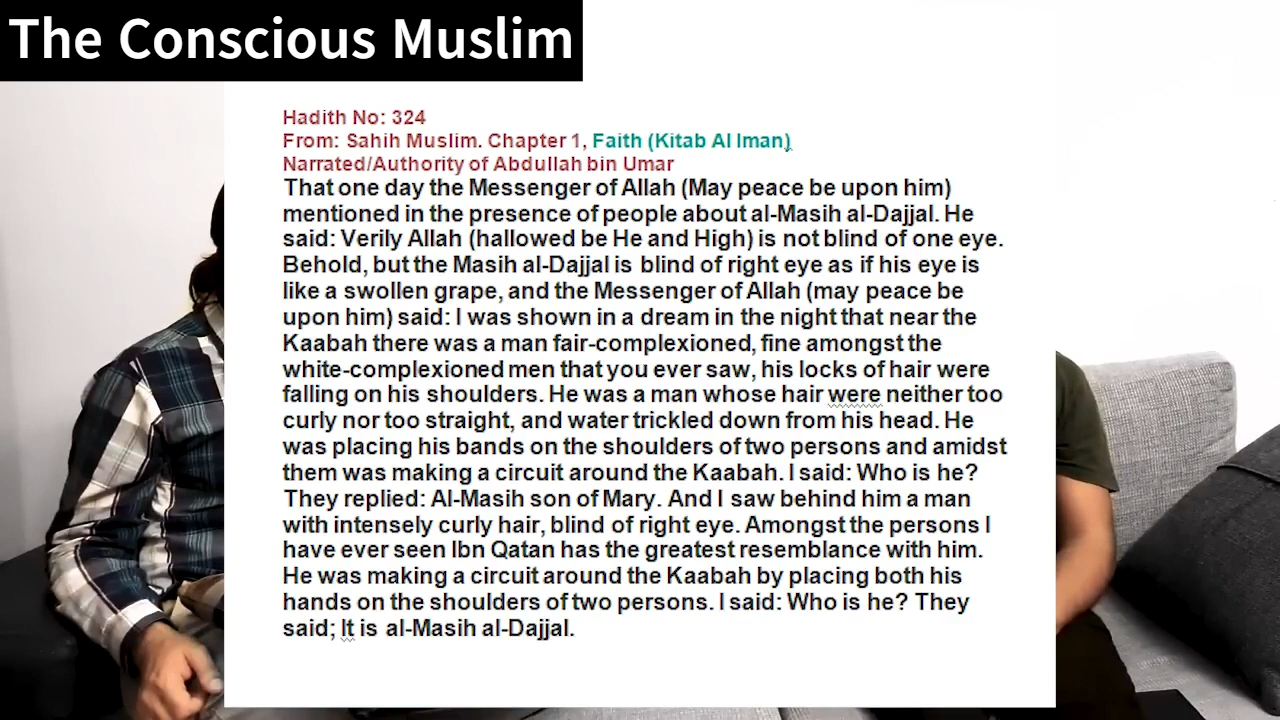 The Conscious Muslim
Hadith No: 324
From: Sahih Muslim. Chapter 1, Faith (Kitab Al Iman)
Narrated/Authority of Abdullah bin Umar
That one day the Messenger of Allah (May peace be upon him)
mentioned in the presence of people about al-Masih al-Dajjal. He
said: Verily Allah (hallowed be He and High) is not blind of one eye.
Behold, but the Masih al-Dajjal is blind of right eye as if his eye is
like a swollen grape, and the Messenger of Allah (may peace be
upon him) said: I was shown in a dream in the night that near the
Kaabah there was a man fair-complexioned, fine amongst the
white-complexioned men that you ever saw, his locks of hair were
falling on his shoulders. He was a man whose hair were neither too
curly nor too straight, and water trickled down from his head. He
was placing his bands on the shoulders of two persons and amidst
them was making a circuit around the Kaabah. I said: Who is he?
They replied: Al-Masih son of Mary. And I saw behind him a man
with intensely curly hair, blind of right eye. Amongst the persons I
have ever seen Ibn Qatan has the greatest resemblance with him.
He was making a circuit around the Kaabah by placing both his
hands on the shoulders of two persons. I said: Who is he? They
said; It is al-Masih al-Dajjal.